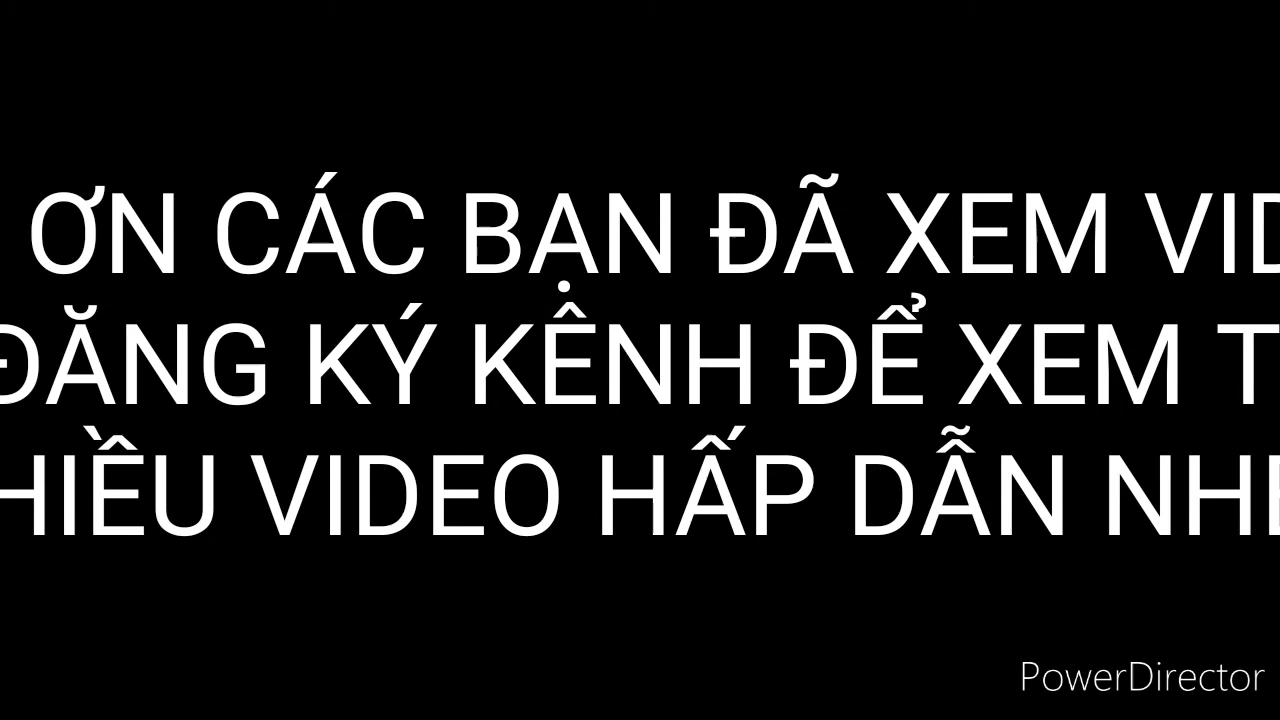 ƠN CÁC BẠN ĐÃ XEM VID
ĐĂNG KÝ KÊNH ĐỂ XEM T
HIỀU VIDEO HẤP DẪN NH
PowerDirector